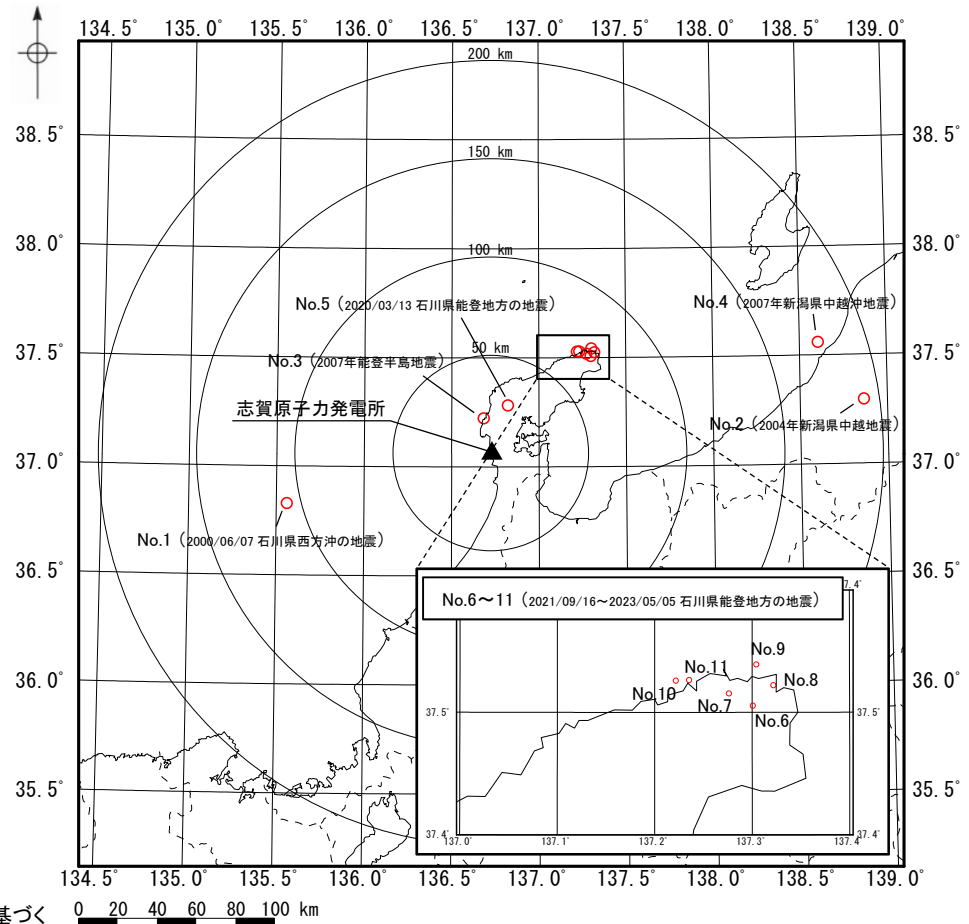 134.5° 135.0° 135.5° 136.0° 136.5° 137.0° 137.5° 138.0° 138.5° 139.0°
200 km
38.5° 38.5°
150 km
38.0° 38.0°
100 km
No.5 (2020/03/13 石川県能登地方の地震)
No.4 (2007年新潟県中越沖地震)
37.5° 37.5°
50 km
No.3 (2007年能登半島地震)
志賀原子力発電所
No.2 (2004年新潟県中越地震)
37.0° 37.0°
No.1 (2000/06/07 石川県西方沖の地震)
36.5° 36.5°
37.4°
No.6～11 (2021/09/16～2023/05/05 石川県能登地方の地震)
No.9
No.11
No.8
No.10
No.7
No.6
36.0° 36.0°
37.5° 37.5°
35.5° 35.5°
37.4° 37.4°
137.0° 137.1° 137.2° 137.3° 137.4°
134.5° 135.0° 135.5° 136.0° 136.5° 137.0° 137.5° 138.0° 138.5° 139.0°
基づく
0 20 40 60 80 100 km